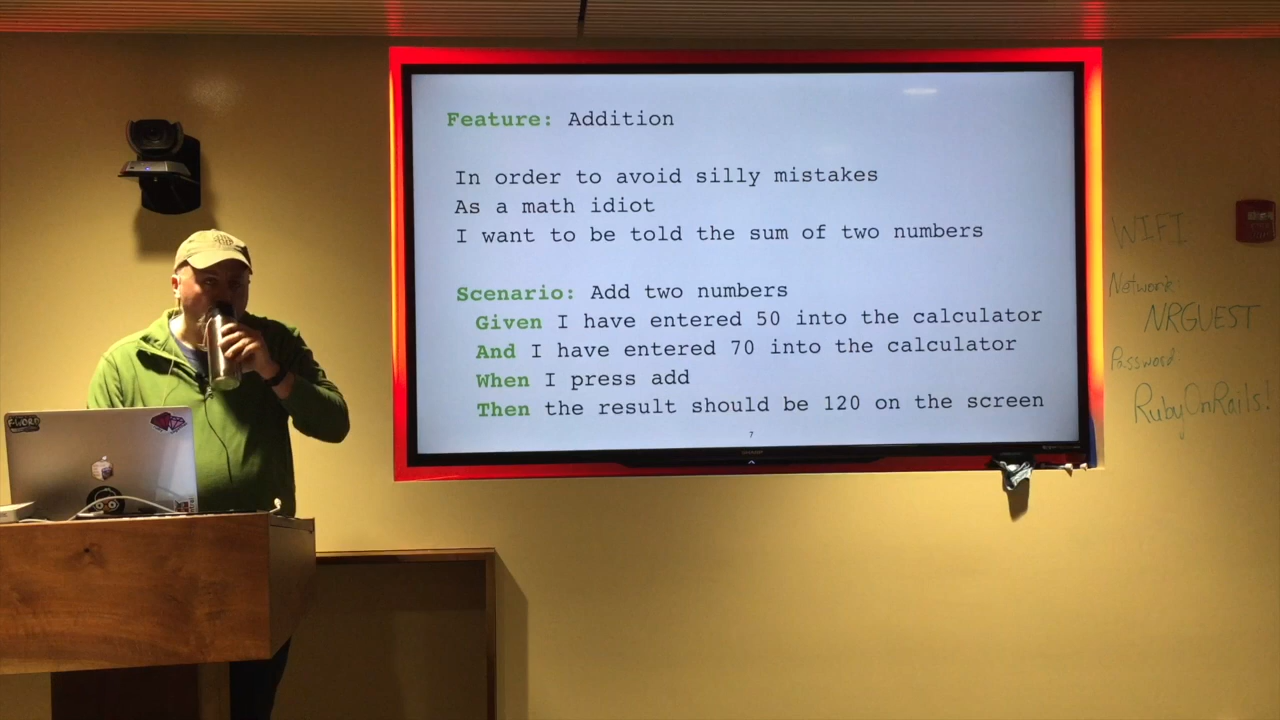 Feature: Addition
In order to avoid silly mistakes
As a math idiot
I want to be told the sum of two numbers
Scenario: Add two numbers
Given I have entered 50 into the calculator
And I have entered 70 into the calculator
When I press add
Then the result should be 120 on the screen
7
WIFI
Network:
NRGUEST
Password:
RubyOnRails!